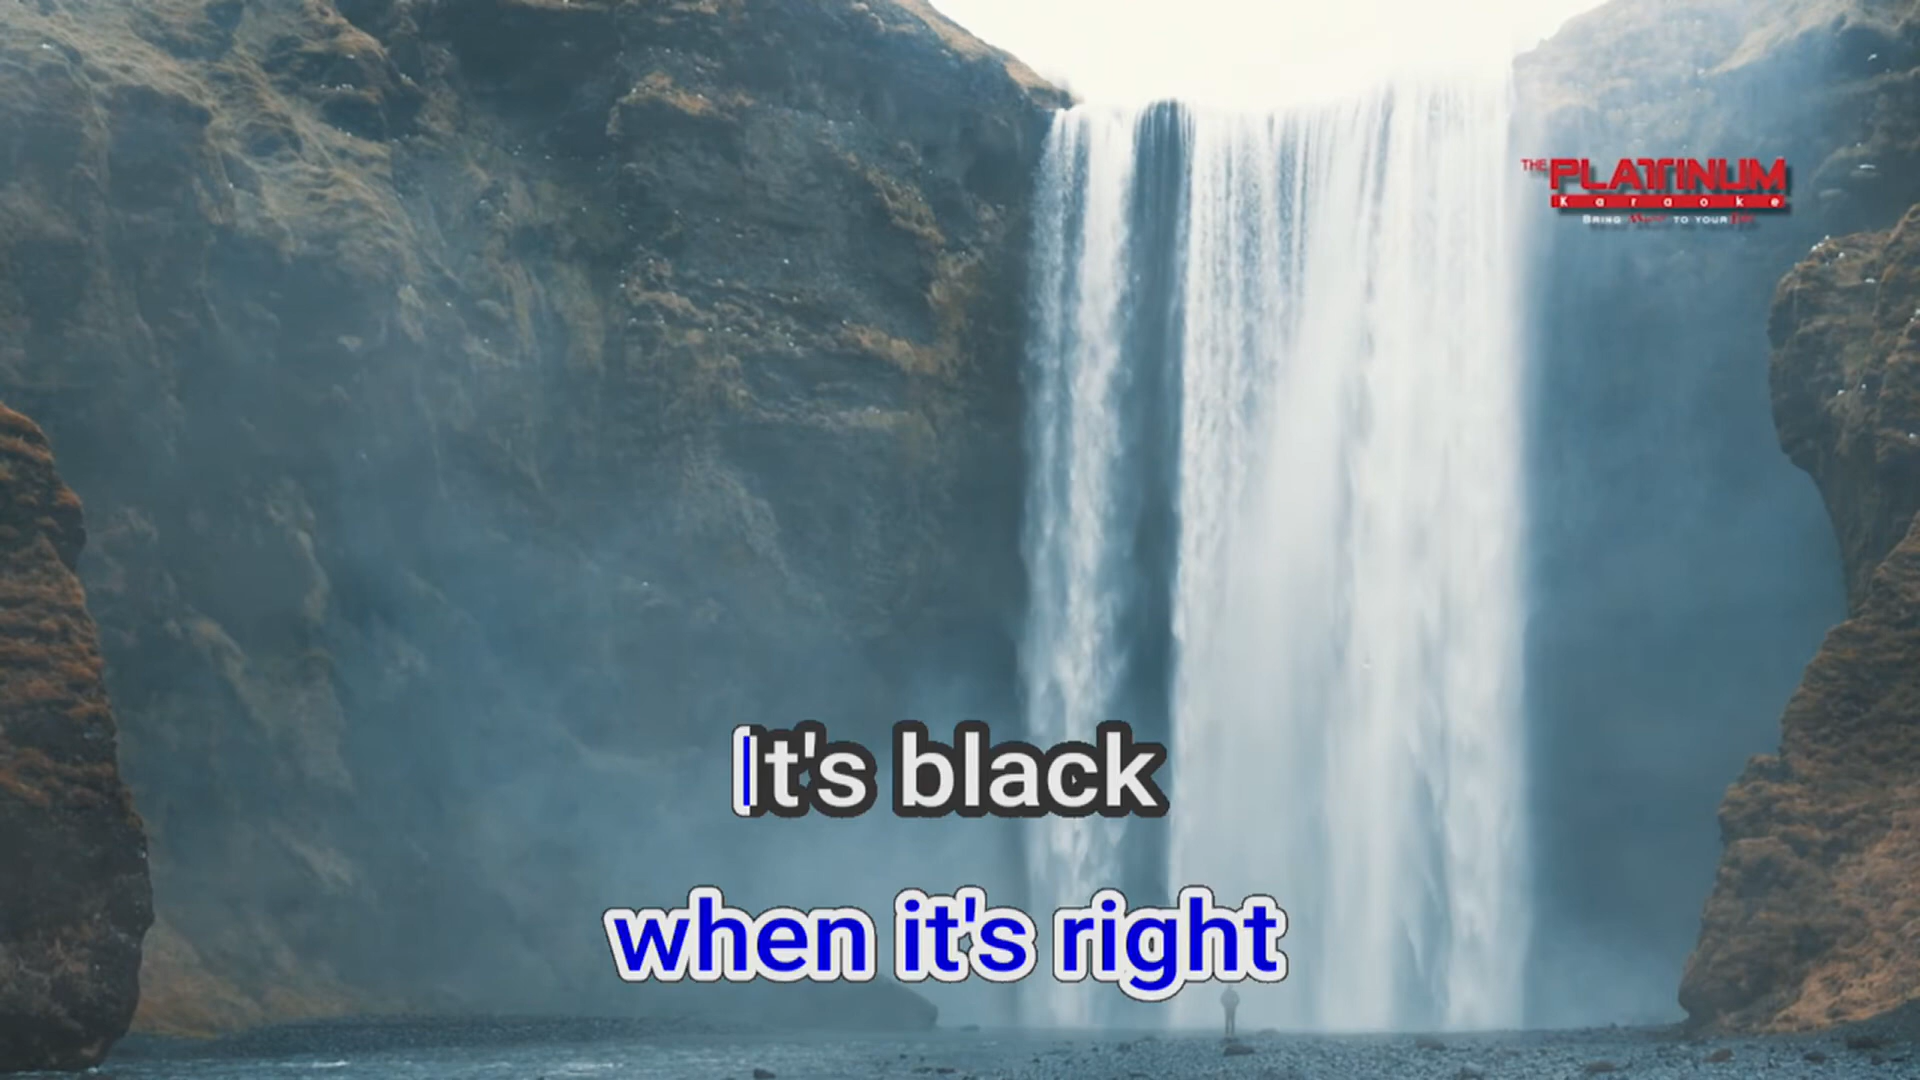 THE PLATINUM
Karaoke
BRING Music TO YOUR Life
It's black
when it's right